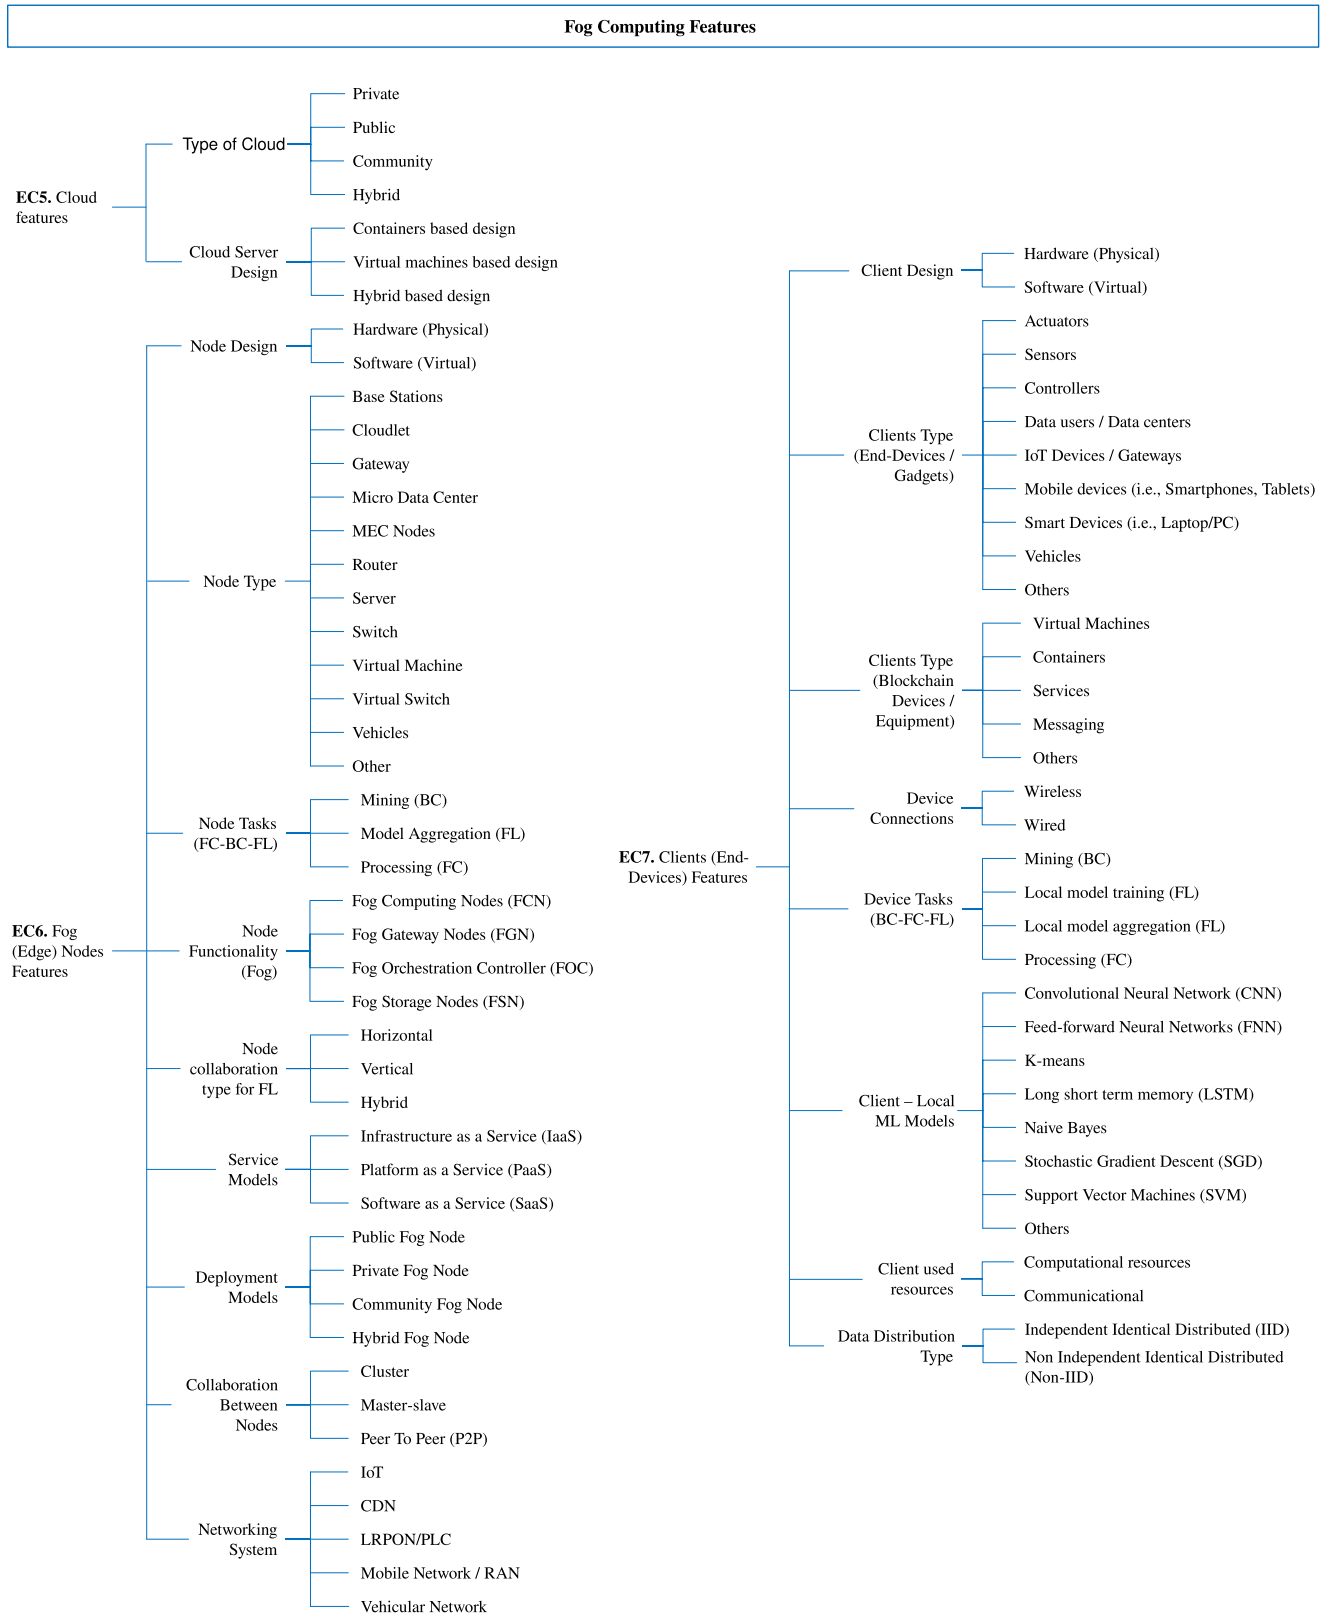 Fog Computing Features
EC5. Cloud
features
Type of Cloud
Private
Public
Community
Hybrid
Cloud Server
Design
Containers based design
Virtual machines based design
Hybrid based design
EC6. Fog
(Edge) Nodes
Features
Node Design
Hardware (Physical)
Software (Virtual)
Node Type
Base Stations
Cloudlet
Gateway
Micro Data Center
MEC Nodes
Router
Server
Switch
Virtual Machine
Virtual Switch
Vehicles
Other
Node Tasks
(FC-BC-FL)
Mining (BC)
Model Aggregation (FL)
Processing (FC)
Node
Functionality
(Fog)
Fog Computing Nodes (FCN)
Fog Gateway Nodes (FGN)
Fog Orchestration Controller (FOC)
Fog Storage Nodes (FSN)
Node
collaboration
type for FL
Horizontal
Vertical
Hybrid
Service
Models
Infrastructure as a Service (IaaS)
Platform as a Service (PaaS)
Software as a Service (SaaS)
Deployment
Models
Public Fog Node
Private Fog Node
Community Fog Node
Hybrid Fog Node
Collaboration
Between
Nodes
Cluster
Master-slave
Peer To Peer (P2P)
Networking
System
IoT
CDN
LRPON/PLC
Mobile Network / RAN
Vehicular Network
EC7. Clients (End-
Devices) Features
Client Design
Hardware (Physical)
Software (Virtual)
Clients Type
(End-Devices /
Gadgets)
Actuators
Sensors
Controllers
Data users / Data centers
IoT Devices / Gateways
Mobile devices (i.e., Smartphones, Tablets)
Smart Devices (i.e., Laptop/PC)
Vehicles
Others
Clients Type
(Blockchain
Devices /
Equipment)
Virtual Machines
Containers
Services
Messaging
Others
Device
Connections
Wireless
Wired
Device Tasks
(BC-FC-FL)
Mining (BC)
Local model training (FL)
Local model aggregation (FL)
Processing (FC)
Client – Local
ML Models
Convolutional Neural Network (CNN)
Feed-forward Neural Networks (FNN)
K-means
Long short term memory (LSTM)
Naive Bayes
Stochastic Gradient Descent (SGD)
Support Vector Machines (SVM)
Others
Client used
resources
Computational resources
Communicational
Data Distribution
Type
Independent Identical Distributed (IID)
Non Independent Identical Distributed
(Non-IID)